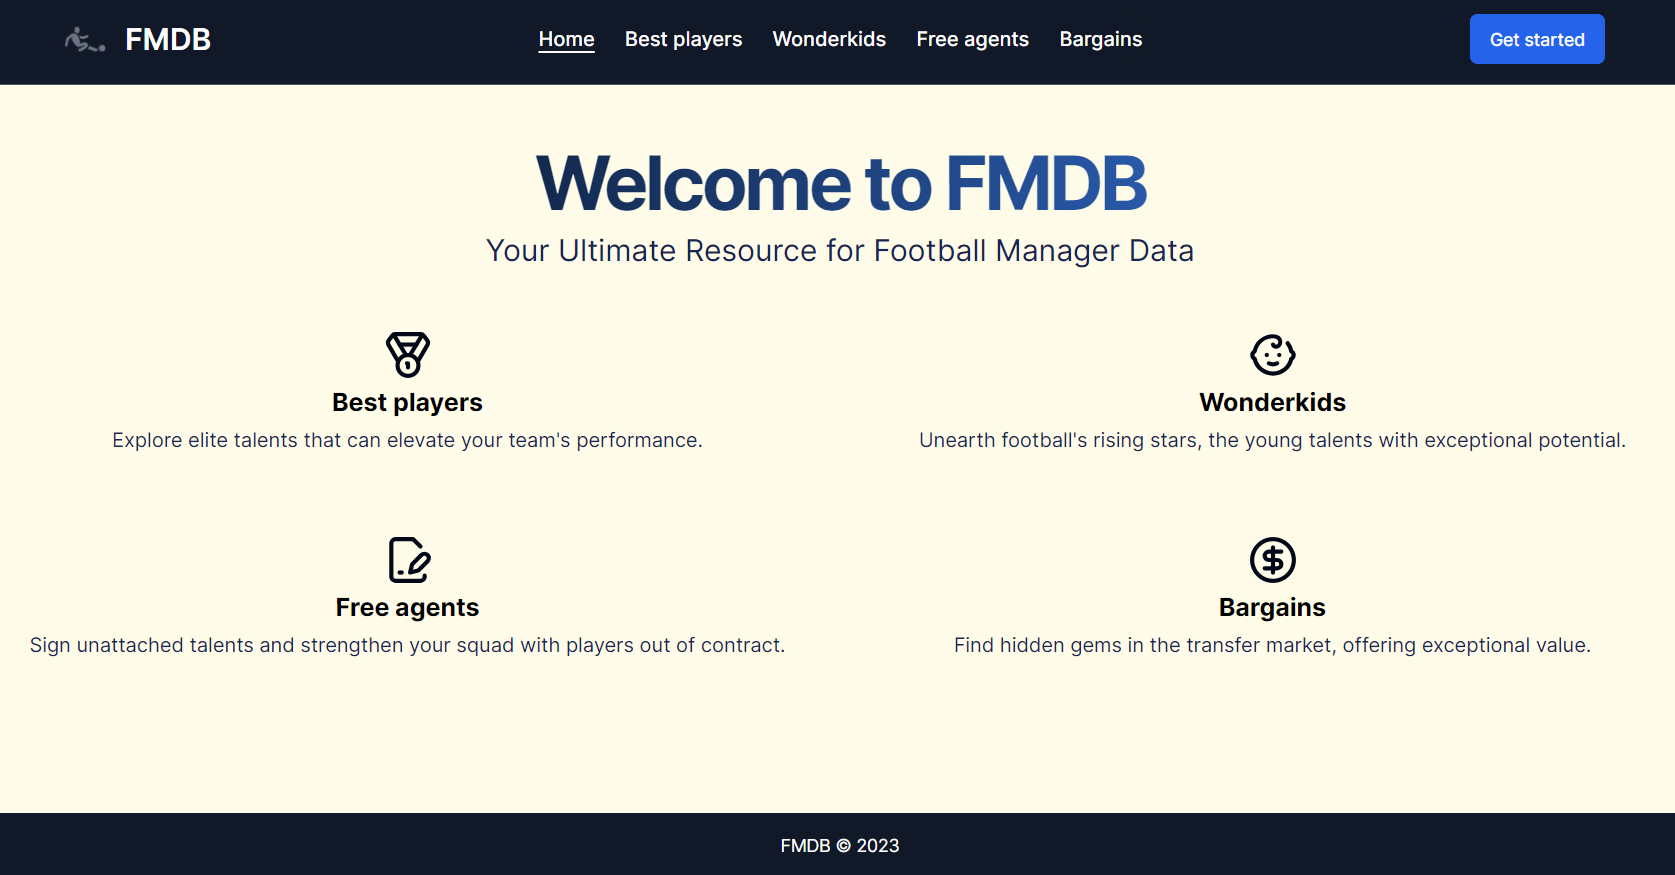 FMDB
Home Best players Wonderkids Free agents Bargains
Get started
Welcome to FMDB
Your Ultimate Resource for Football Manager Data
Best players
Explore elite talents that can elevate your team's performance.
Wonderkids
Unearth football's rising stars, the young talents with exceptional potential.
Free agents
Sign unattached talents and strengthen your squad with players out of contract.
Bargains
Find hidden gems in the transfer market, offering exceptional value.
FMDB © 2023